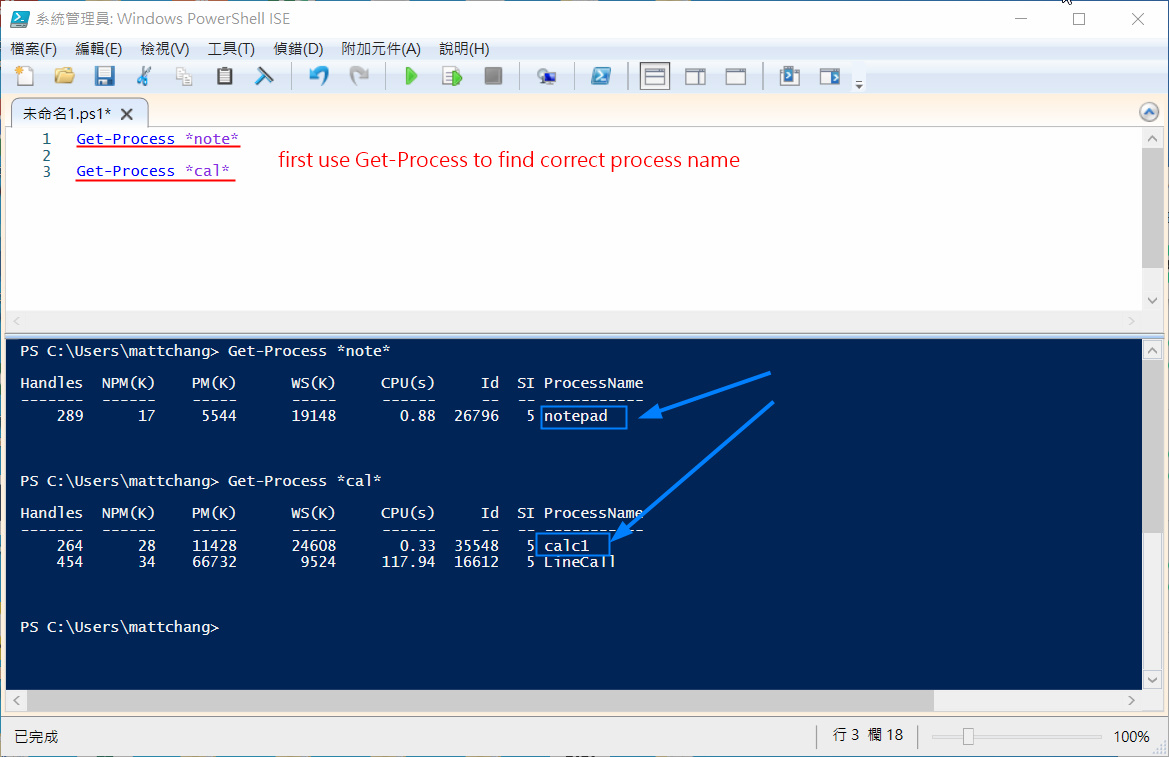 系統管理員: Windows PowerShell ISE
檔案(F) 編輯(E) 檢視(V) 工具(T) 偵錯(D) 附加元件(A) 說明(H)
未命名1.ps1*
1 Get-Process *note*
first use Get-Process to find correct process name
2
3 Get-Process *cal*
PS C:\Users\mattchang> Get-Process *note*
Handles NPM(K) PM(K) WS(K) CPU(s) Id SI ProcessName
------- ------ ----- ----- ------ -- -- -----------
289 17 5544 19148 0.88 26796 5 notepad
PS C:\Users\mattchang> Get-Process *cal*
Handles NPM(K) PM(K) WS(K) CPU(s) Id SI ProcessName
------- ------ ----- ----- ------ -- -- -----------
264 28 11428 24608 0.33 35548 5 calc1
454 34 66732 9524 117.94 16612 5 LineCall
PS C:\Users\mattchang>
已完成 行 3 欄 18 100%